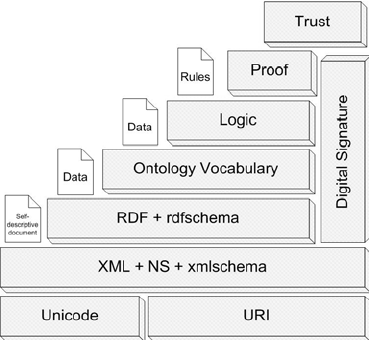 Trust
Rules
Proof
Data
Logic
Data
Ontology Vocabulary
Digital Signature
Self-
descriptive
document
RDF + rdfschema
XML + NS + xmlschema
Unicode
URI